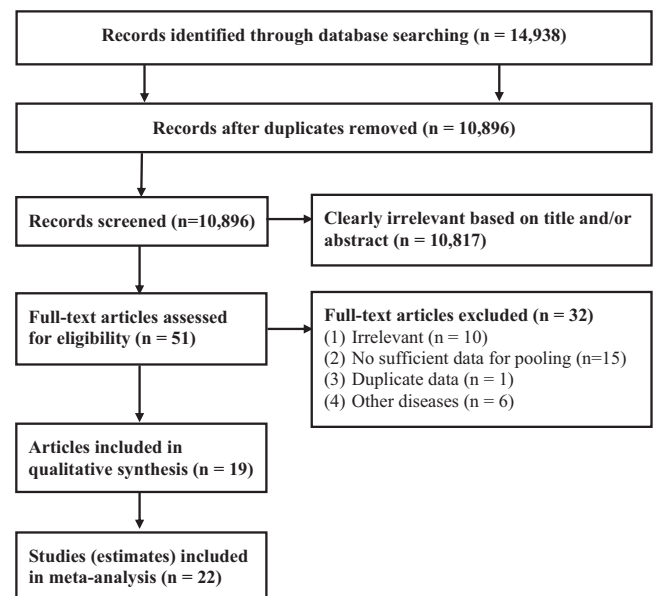 Records identified through database searching (n = 14,938)
Records after duplicates removed (n = 10,896)
Records screened (n=10,896)
Clearly irrelevant based on title and/or
abstract (n = 10,817)
Full-text articles assessed
for eligibility (n = 51)
Full-text articles excluded (n = 32)
(1) Irrelevant (n = 10)
(2) No sufficient data for pooling (n=15)
(3) Duplicate data (n = 1)
(4) Other diseases (n = 6)
Articles included in
qualitative synthesis (n = 19)
Studies (estimates) included
in meta-analysis (n = 22)